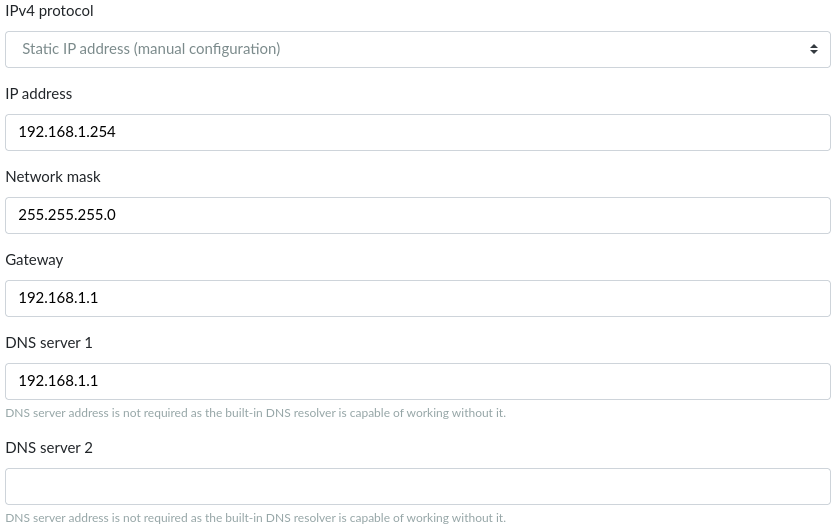 IPv4 protocol
Static IP address (manual configuration)
IP address
192.168.1.254
Network mask
255.255.255.0
Gateway
192.168.1.1
DNS server 1
192.168.1.1
DNS server address is not required as the built-in DNS resolver is capable of working without it.
DNS server 2
DNS server address is not required as the built-in DNS resolver is capable of working without it.